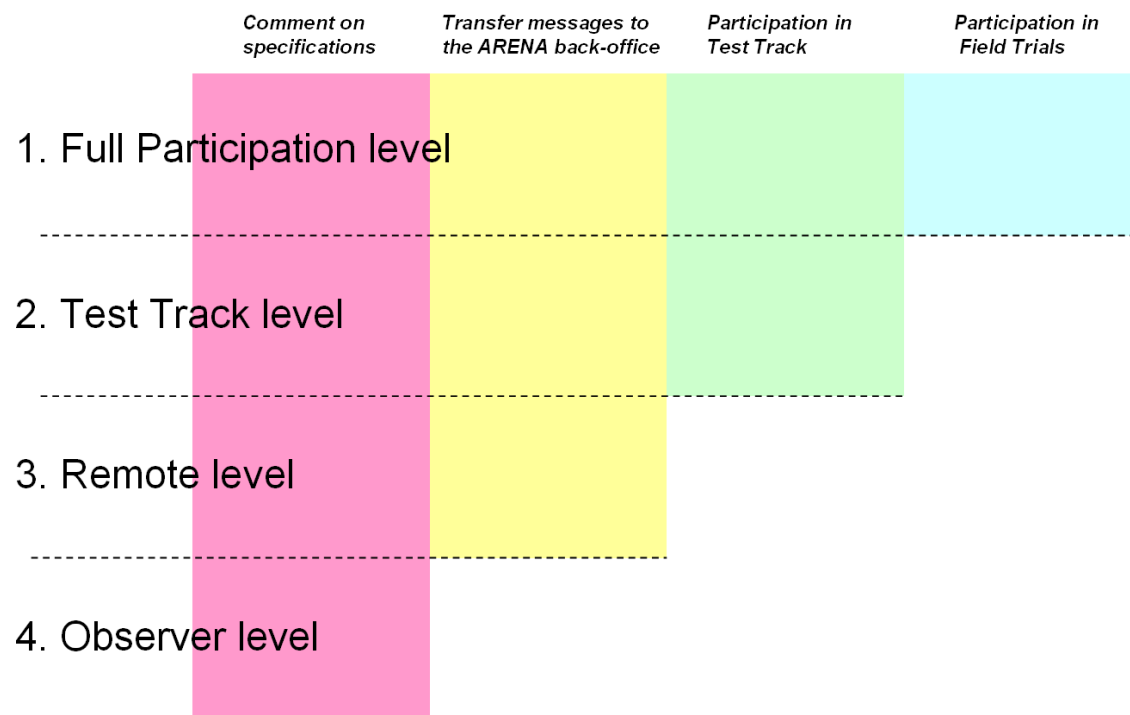 Comment on
specifications
Transfer messages to
the ARENA back-office
Participation in
Test Track
Participation in
Field Trials
1. Full Participation level
2. Test Track level
3. Remote level
4. Observer level